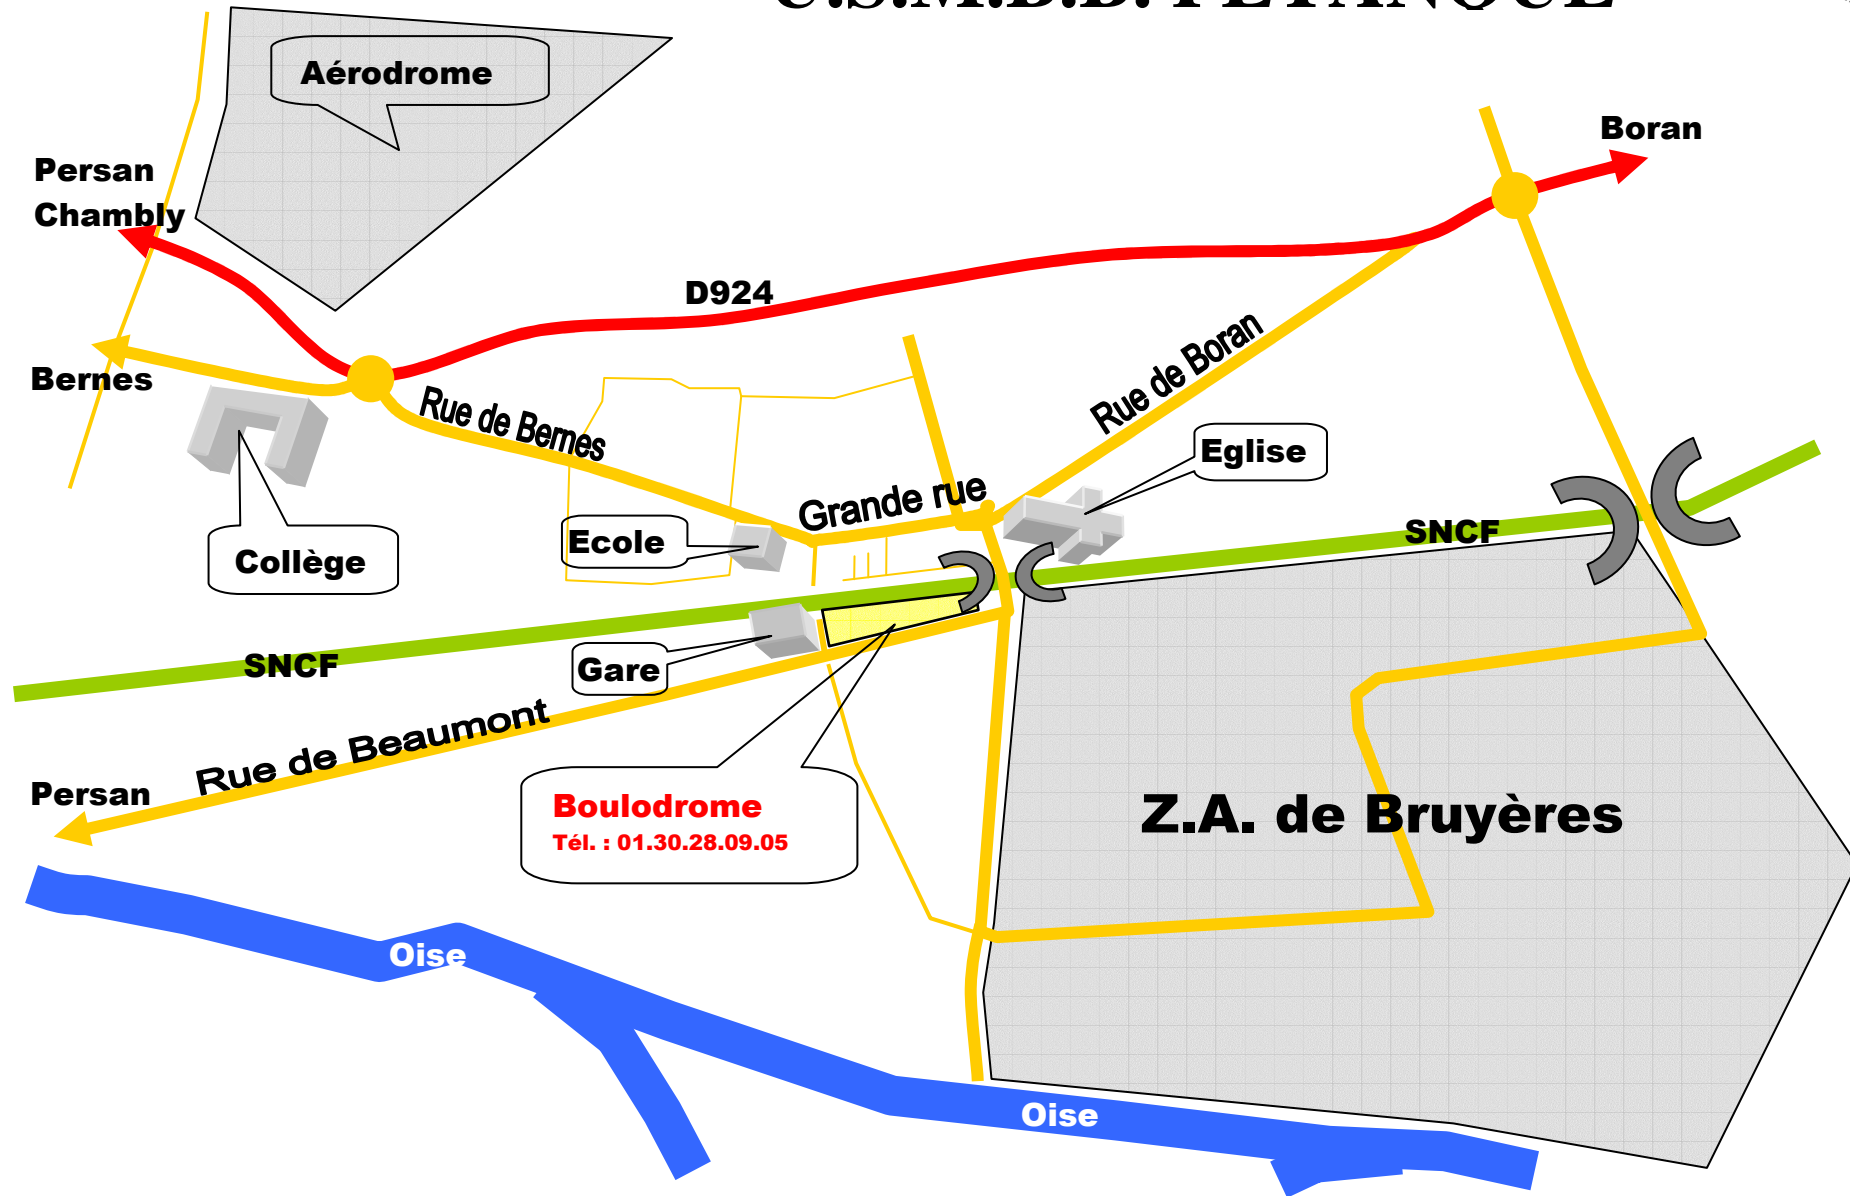 U.S.M.B.B. PETANQUE
Aérodrome
Boran
Persan
Chambly
D924
Bernes
Rue de Boran
Rue de Bernes
Eglise
Grande rue
SNCF
Ecole
Collège
SNCF
Gare
Rue de Beaumont
Persan
Boulodrome
Tél. : 01.30.28.09.05
Z.A. de Bruyères
Oise
Oise